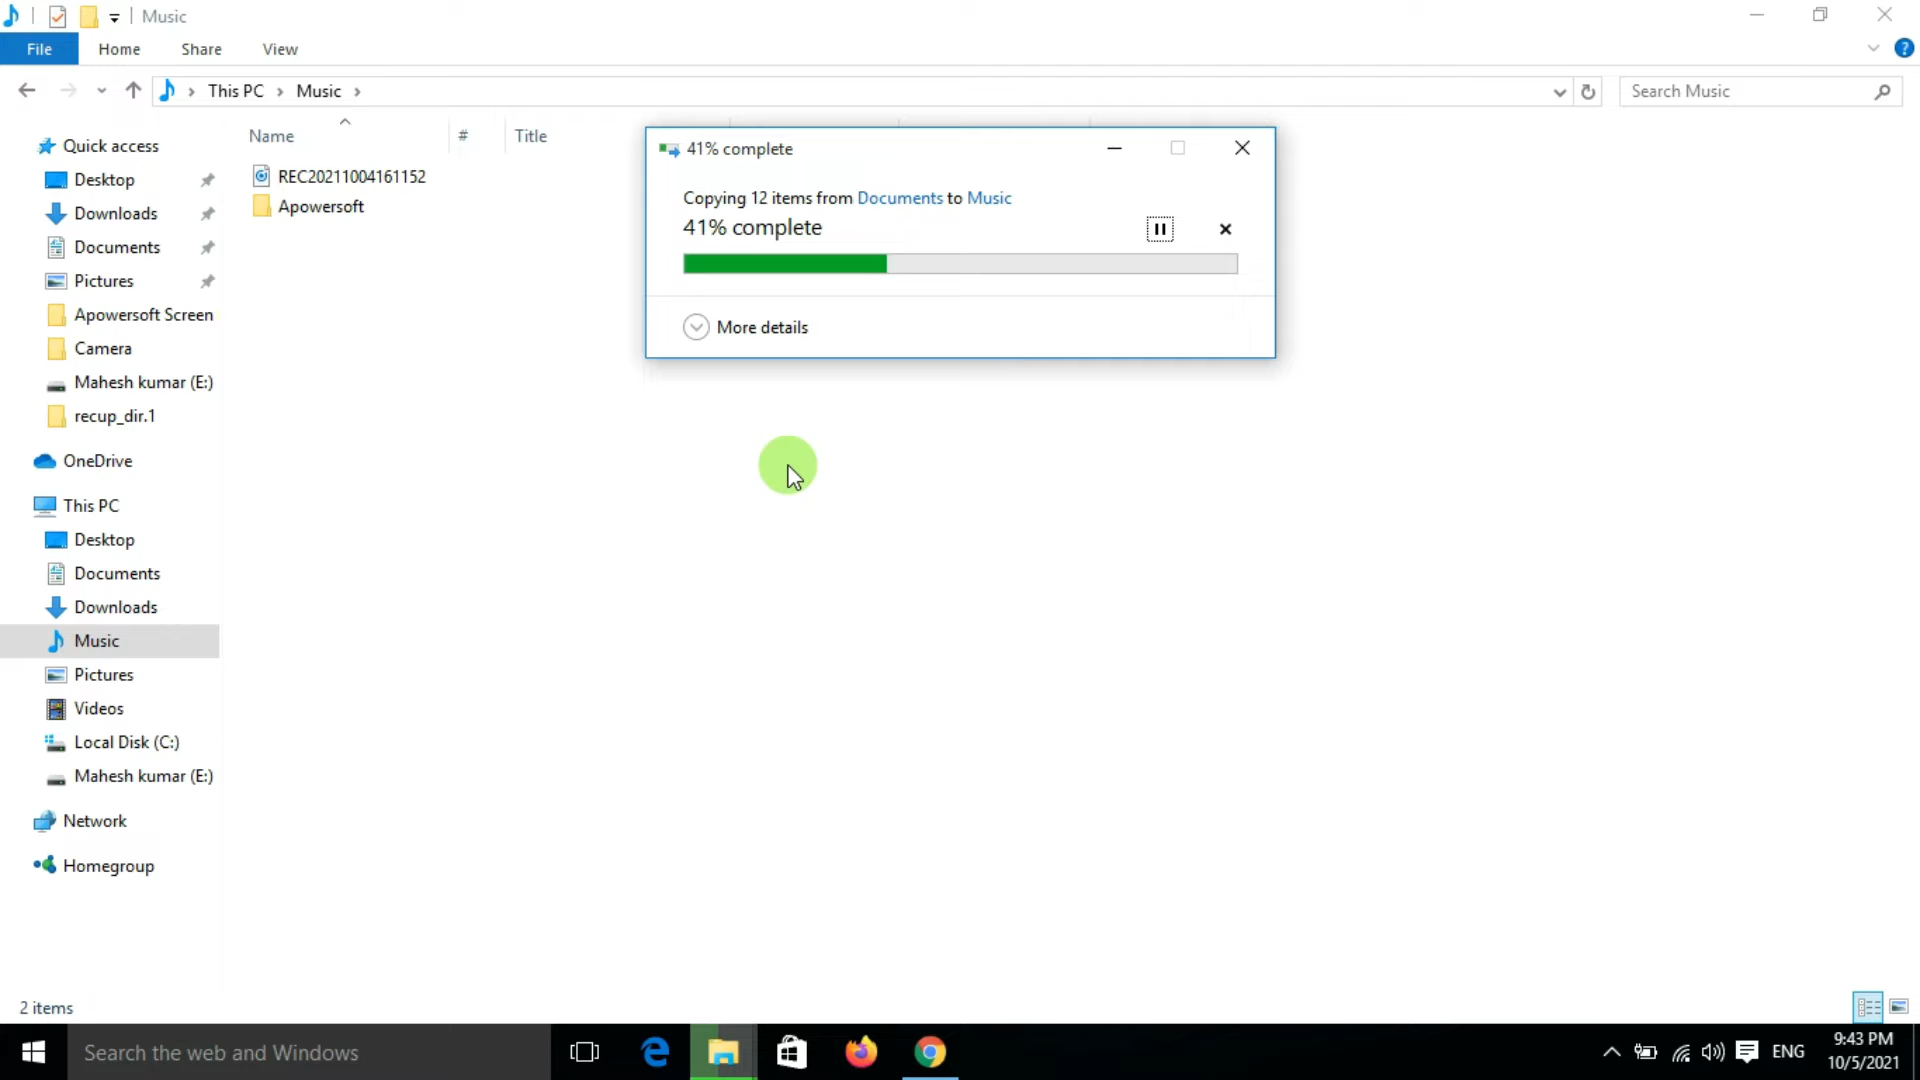 Music
File Home Share View
This PC Music
Search Music
Name # Title
REC20211004161152
Apowersoft
Quick access
Desktop
Downloads
Documents
Pictures
Apowersoft Screen
Camera
Mahesh kumar (E:)
recup_dir.1
OneDrive
This PC
Desktop
Documents
Downloads
Music
Pictures
Videos
Local Disk (C:)
Mahesh kumar (E:)
Network
Homegroup
41% complete
Copying 12 items from Documents to Music
41% complete
More details
2 items
Search the web and Windows
ENG
9:43 PM
10/5/2021